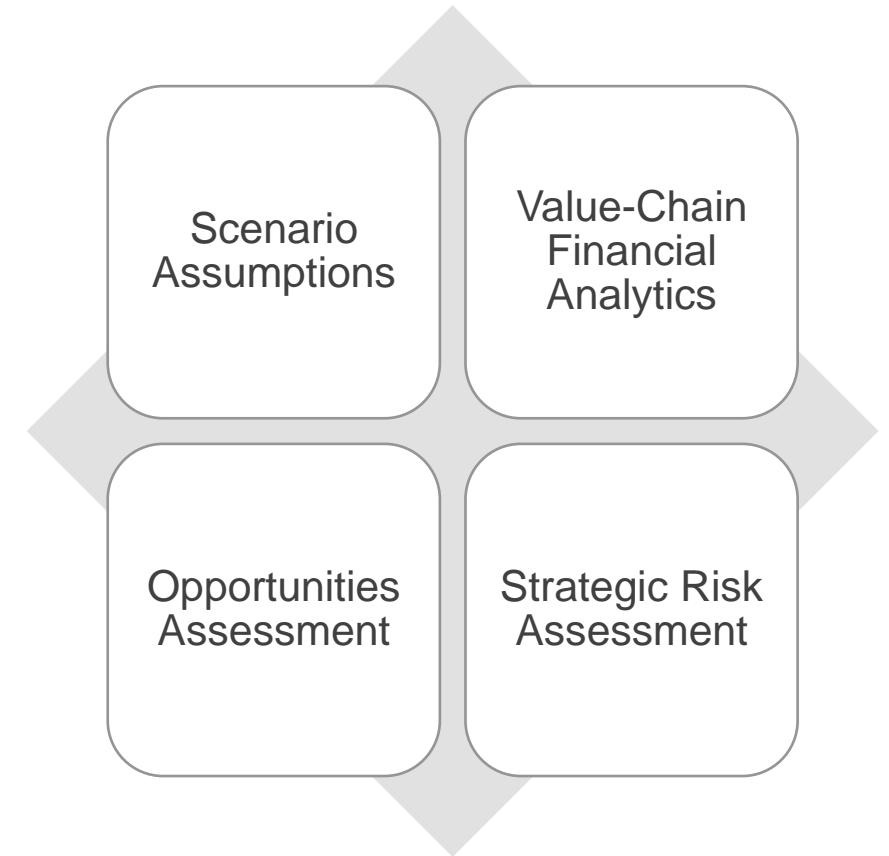 Scenario
Assumptions
Value-Chain
Financial
Analytics
Opportunities
Assessment
Strategic Risk
Assessment